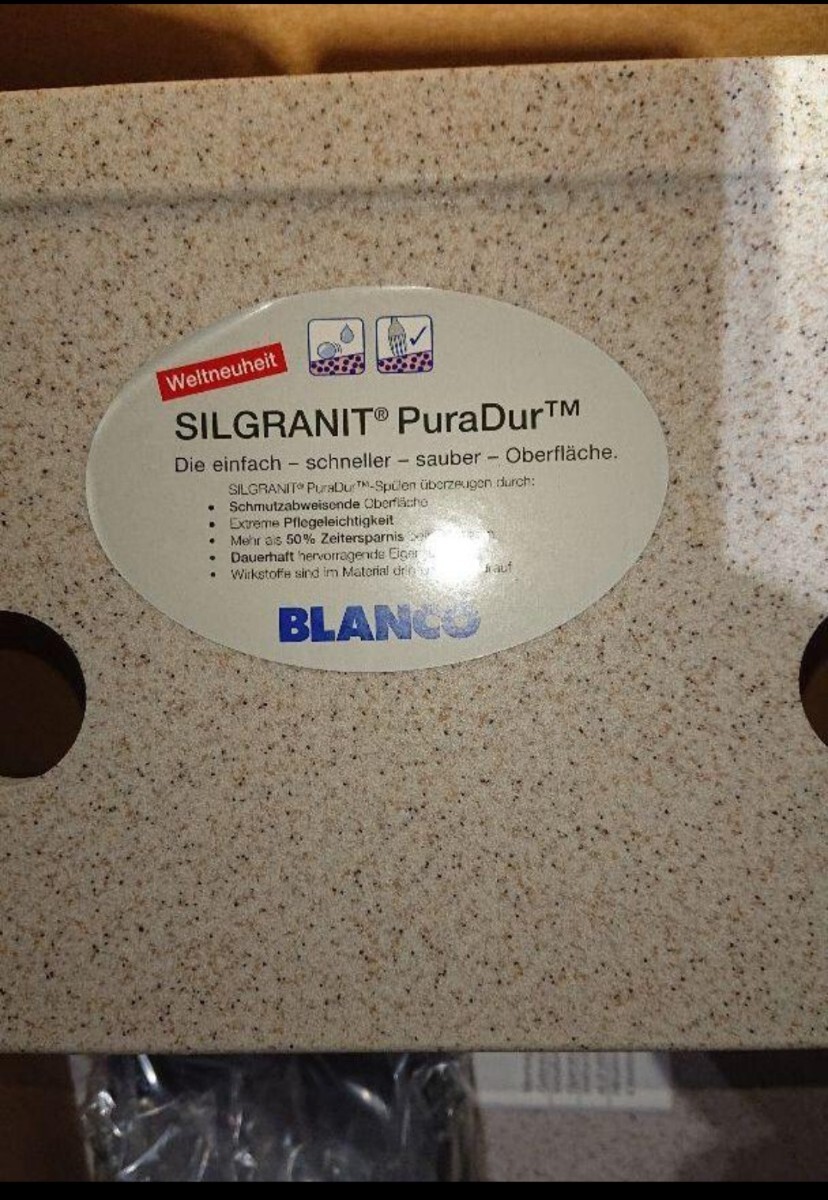 Weltneuheit
SILGRANIT® PuraDur™
Die einfach – schneller – sauber – Oberfläche.
SILGRANIT® PuraDur™-Spülen überzeugen durch:
• Schmutzabweisende Oberfläche
• Extreme Pflegeleichtigkeit
• Mehr als 50% Zeitersparnis
• Dauerhaft hervorragende
• Wirkstoffe sind im Material
BLANCO